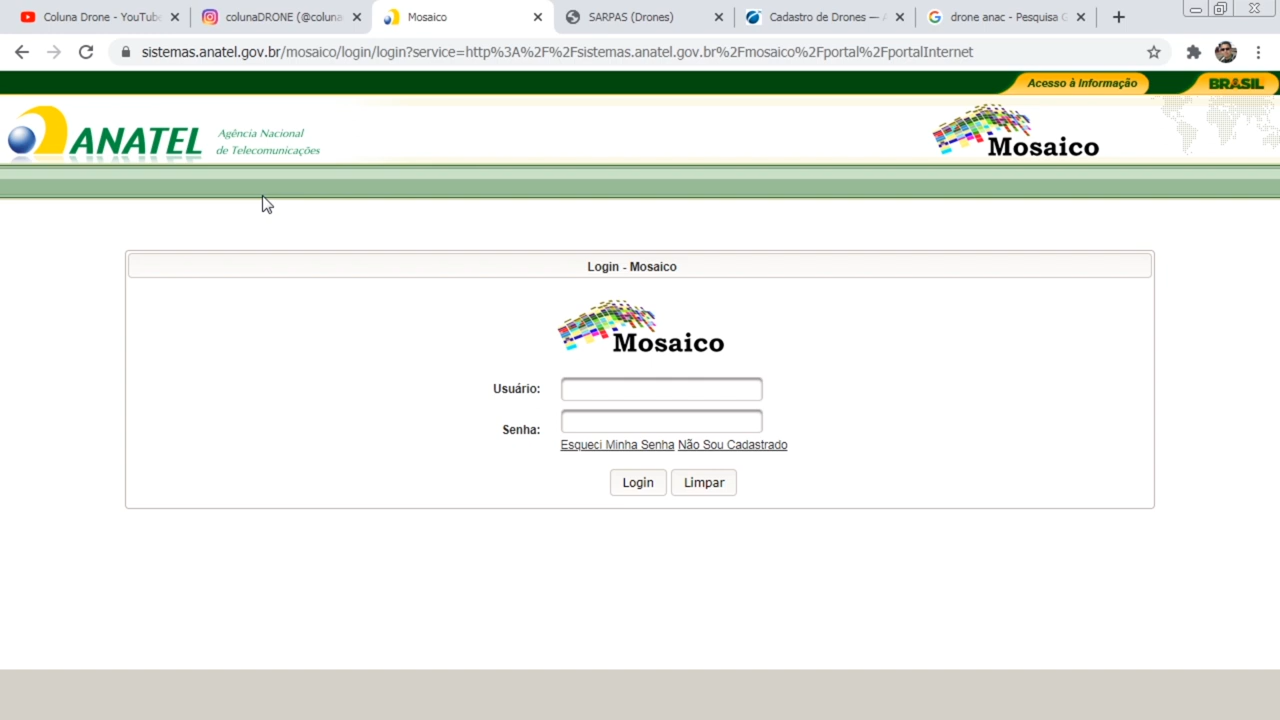 Coluna Drone - YouTub
colunaDRONE (@coluna
Mosaico
SARPAS (Drones)
Cadastro de Drones —
drone anac - Pesquisa G
sistemas.anatel.gov.br/mosaico/login/login?service=http%3A%2F%2Fsistemas.anatel.gov.br%2Fmosaico%2Fportal%2FportalInternet
Acesso à Informação
BRASIL
ANATEL
Agência Nacional
de Telecomunicações
Mosaico
Login - Mosaico
Mosaico
Usuário:
Senha:
Esqueci Minha Senha Não Sou Cadastrado
Login Limpar